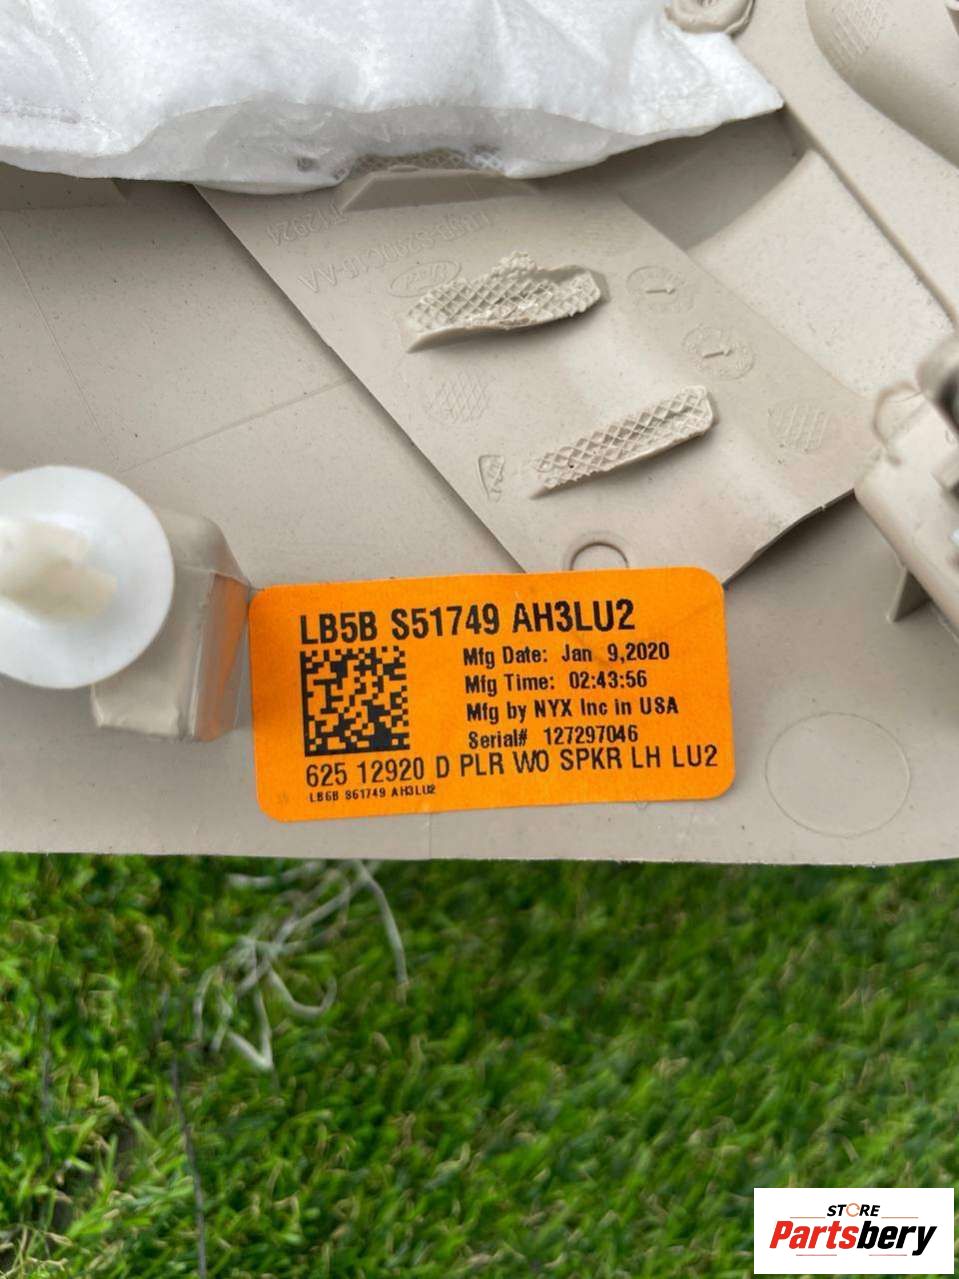 LB5B S51749 AH3LU2
Mfg Date: Jan 9,2020
Mfg Time: 02:43:56
Mfg by NYX Inc in USA
Serial# 127297046
625 12920 D PLR WO SPKR LH LU2
LB5B S51749 AH3LU2
STORE
Partsbery